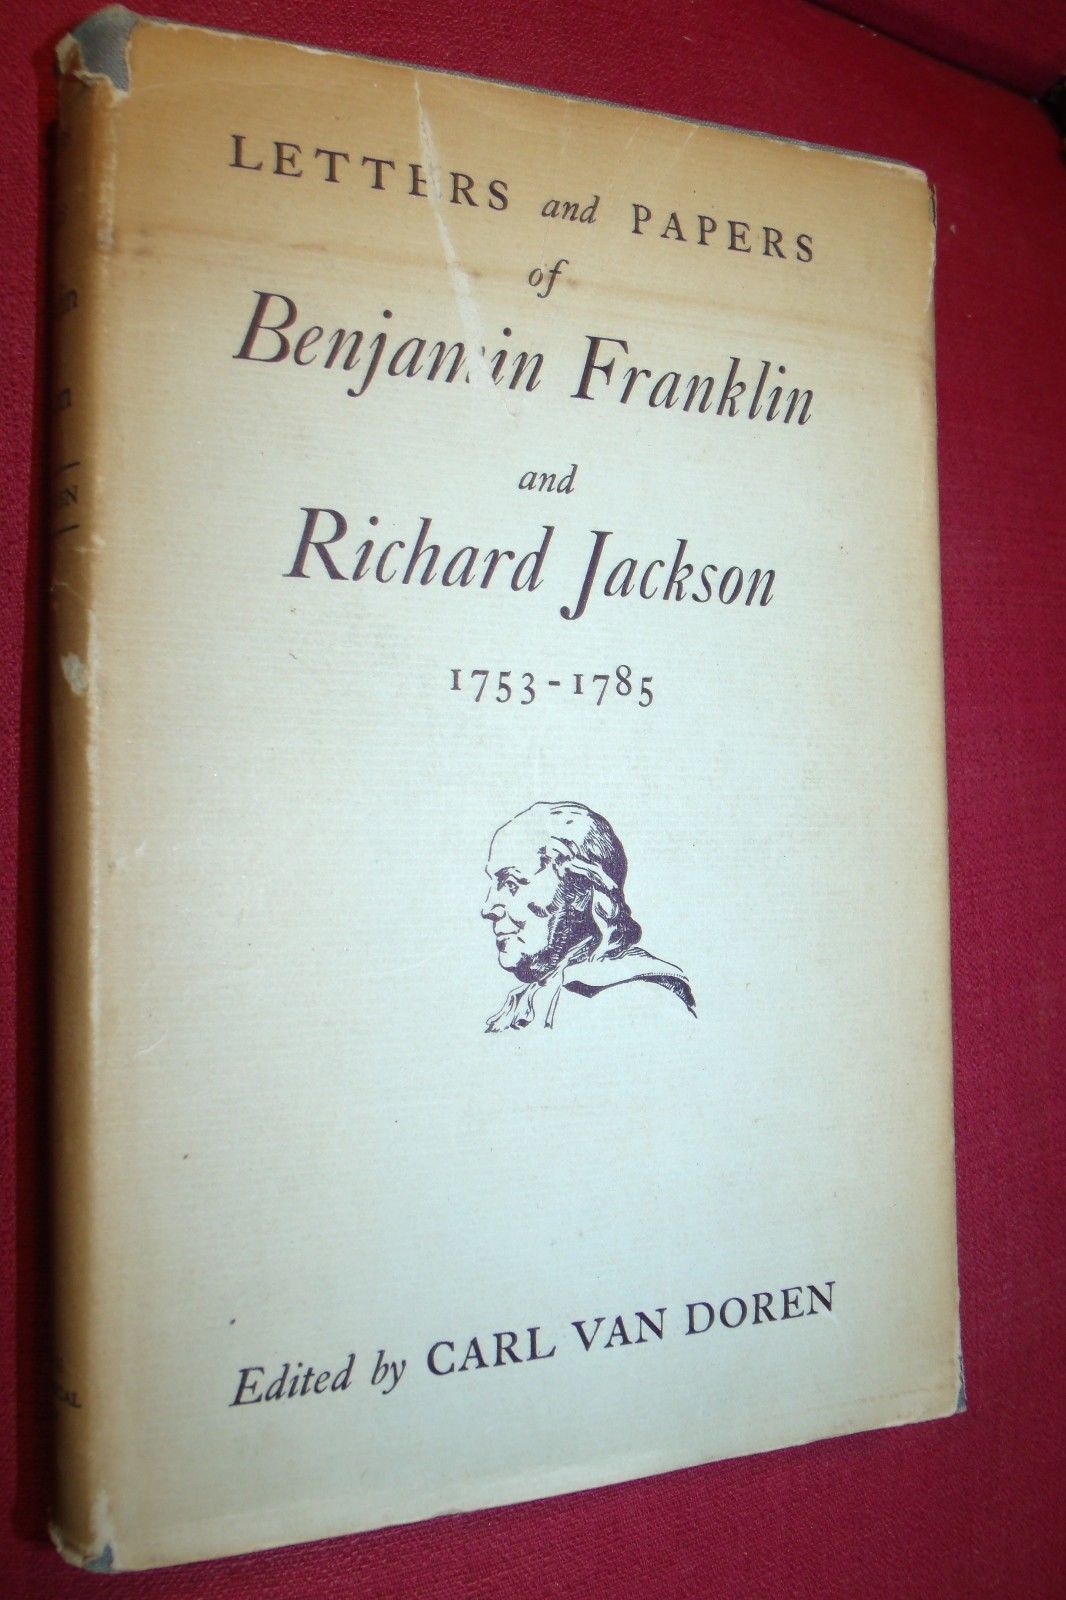 LETTERS and PAPERS
of
Benjamin Franklin
and
Richard Jackson
1753-1785
Edited by CARL VAN DOREN